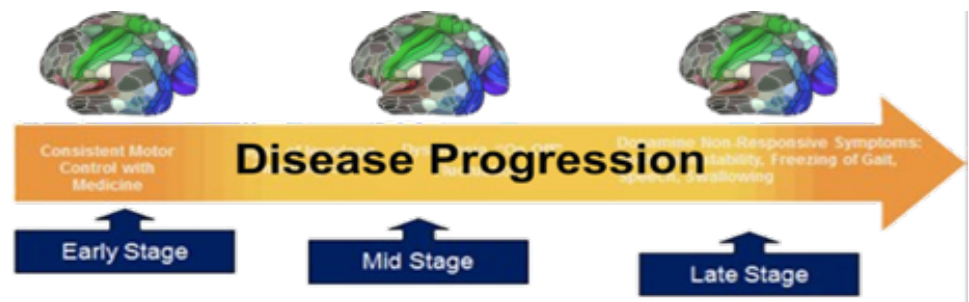 Consistent Motor
Control with
Medicine
Disease Progression
Dopamine Non-Responsive Symptoms:
Freezing of Gait,
Speech, Swallowing
Early Stage
Mid Stage
Late Stage